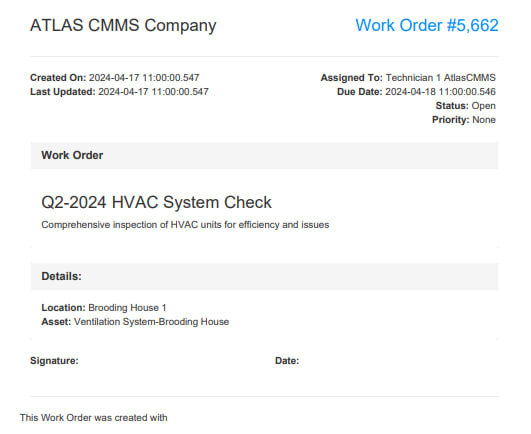 ATLAS CMMS Company
Work Order #5,662
Created On: 2024-04-17 11:00:00.547
Last Updated: 2024-04-17 11:00:00.547
Assigned To: Technician 1 AtlasCMMS
Due Date: 2024-04-18 11:00:00.546
Status: Open
Priority: None
Work Order
Q2-2024 HVAC System Check
Comprehensive inspection of HVAC units for efficiency and issues
Details:
Location: Brooding House 1
Asset: Ventilation System-Brooding House
Signature:
Date:
This Work Order was created with